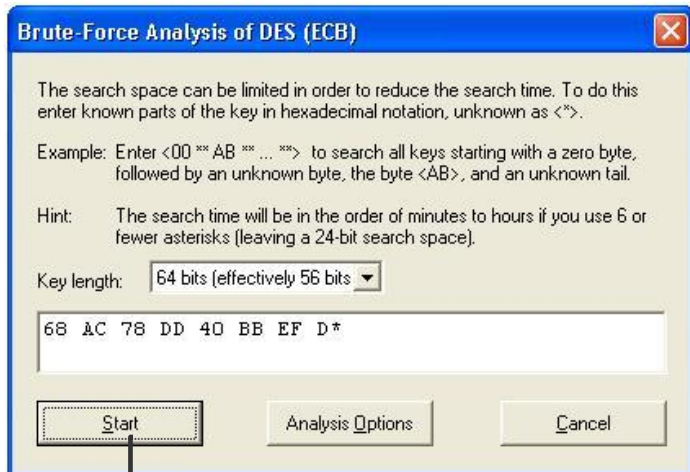 Brute-Force Analysis of DES (ECB)
The search space can be limited in order to reduce the search time. To do this
enter known parts of the key in hexadecimal notation, unknown as <*>.
Example: Enter <00 ** AB ** ... **> to search all keys starting with a zero byte,
followed by an unknown byte, the byte <AB>, and an unknown tail.
Hint: The search time will be in the order of minutes to hours if you use 6 or
fewer asterisks (leaving a 24-bit search space).
Key length: 64 bits (effectively 56 bits
68 AC 78 DD 40 BB EF D*
Start Analysis Options Cancel